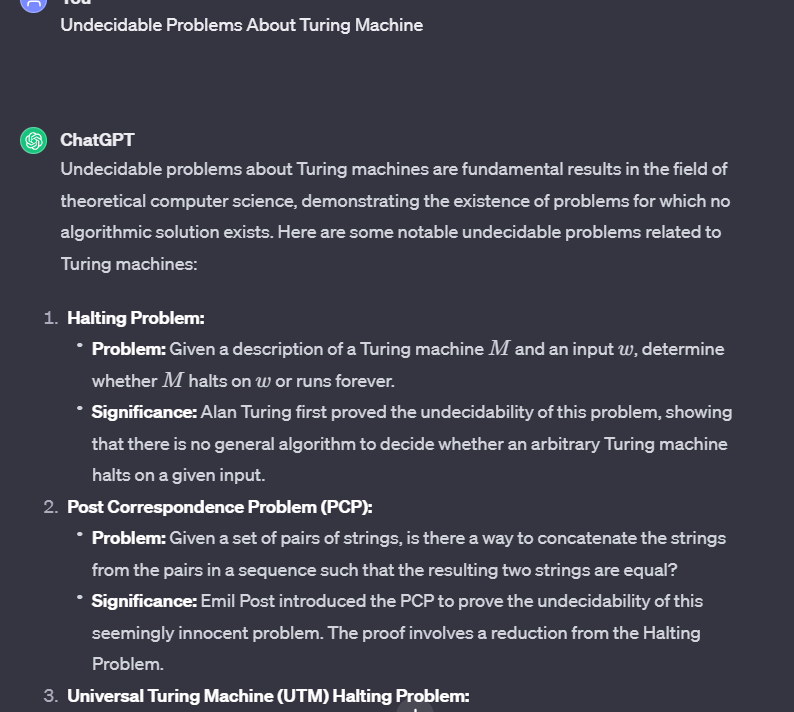 You
Undecidable Problems About Turing Machine
ChatGPT
Undecidable problems about Turing machines are fundamental results in the field of
theoretical computer science, demonstrating the existence of problems for which no
algorithmic solution exists. Here are some notable undecidable problems related to
Turing machines:
1. Halting Problem:
• Problem: Given a description of a Turing machine M and an input w, determine
whether M halts on w or runs forever.
• Significance: Alan Turing first proved the undecidability of this problem, showing
that there is no general algorithm to decide whether an arbitrary Turing machine
halts on a given input.
2. Post Correspondence Problem (PCP):
• Problem: Given a set of pairs of strings, is there a way to concatenate the strings
from the pairs in a sequence such that the resulting two strings are equal?
• Significance: Emil Post introduced the PCP to prove the undecidability of this
seemingly innocent problem. The proof involves a reduction from the Halting
Problem.
3. Universal Turing Machine (UTM) Halting Problem: